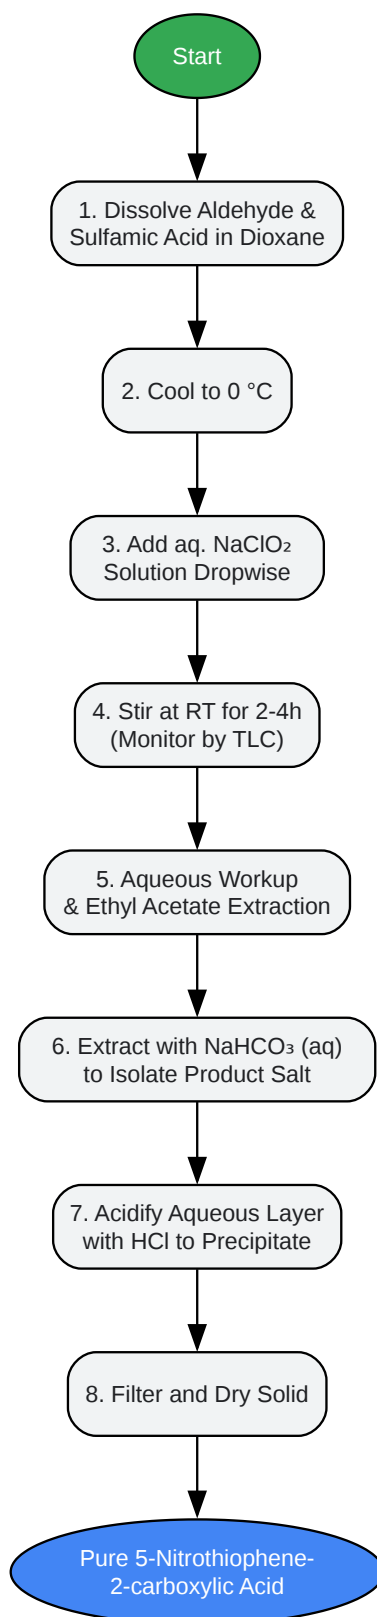 Start
1. Dissolve Aldehyde &
Sulfamic Acid in Dioxane
2. Cool to 0 °C
3. Add aq. NaClO₂
Solution Dropwise
4. Stir at RT for 2-4h
(Monitor by TLC)
5. Aqueous Workup
& Ethyl Acetate Extraction
6. Extract with NaHCO₃ (aq)
to Isolate Product Salt
7. Acidify Aqueous Layer
with HCl to Precipitate
8. Filter and Dry Solid
Pure 5-Nitrothiophene-
2-carboxylic Acid